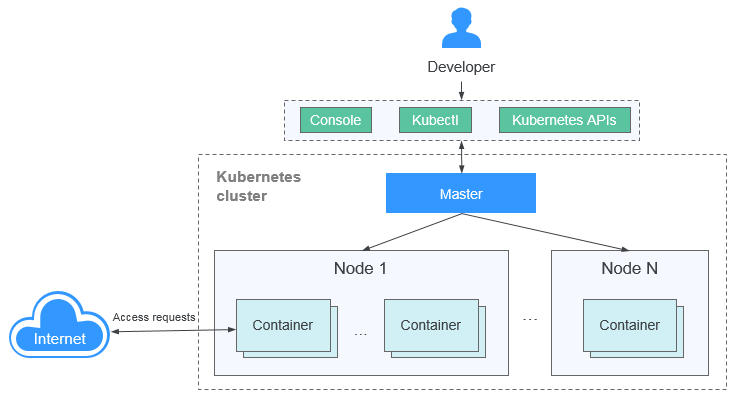 Developer
Console
Kubectl
Kubernetes APIs
Kubernetes
cluster
Master
Node 1
Node N
Access requests
Internet
Container
...
Container
...
Container